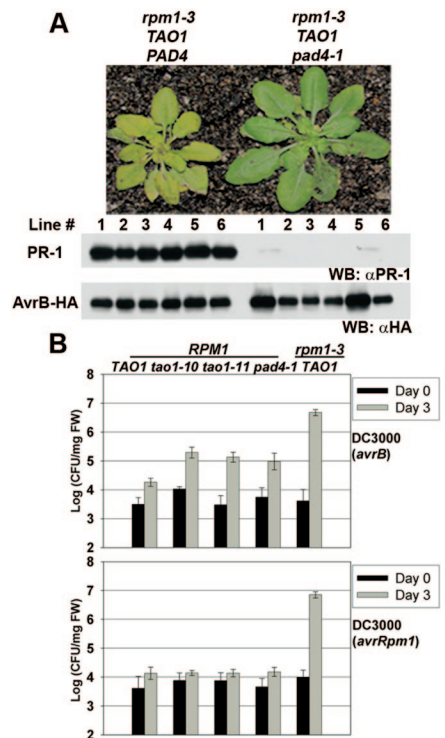 A
rpm1-3 rpm1-3
TAO1 TAO1
PAD4 pad4-1
Line # 1 2 3 4 5 6 1 2 3 4 5 6
PR-1
WB: αPR-1
AvrB-HA
WB: αHA
B
RPM1 rpm1-3
TAO1 tao1-10 tao1-11 pad4-1 TAO1
Log (CFU/mg FW)
8
7
6
5
4
3
2
Day 0
Day 3
DC3000
(avrB)
Log (CFU/mg FW)
8
7
6
5
4
3
2
Day 0
Day 3
DC3000
(avrRpm1)